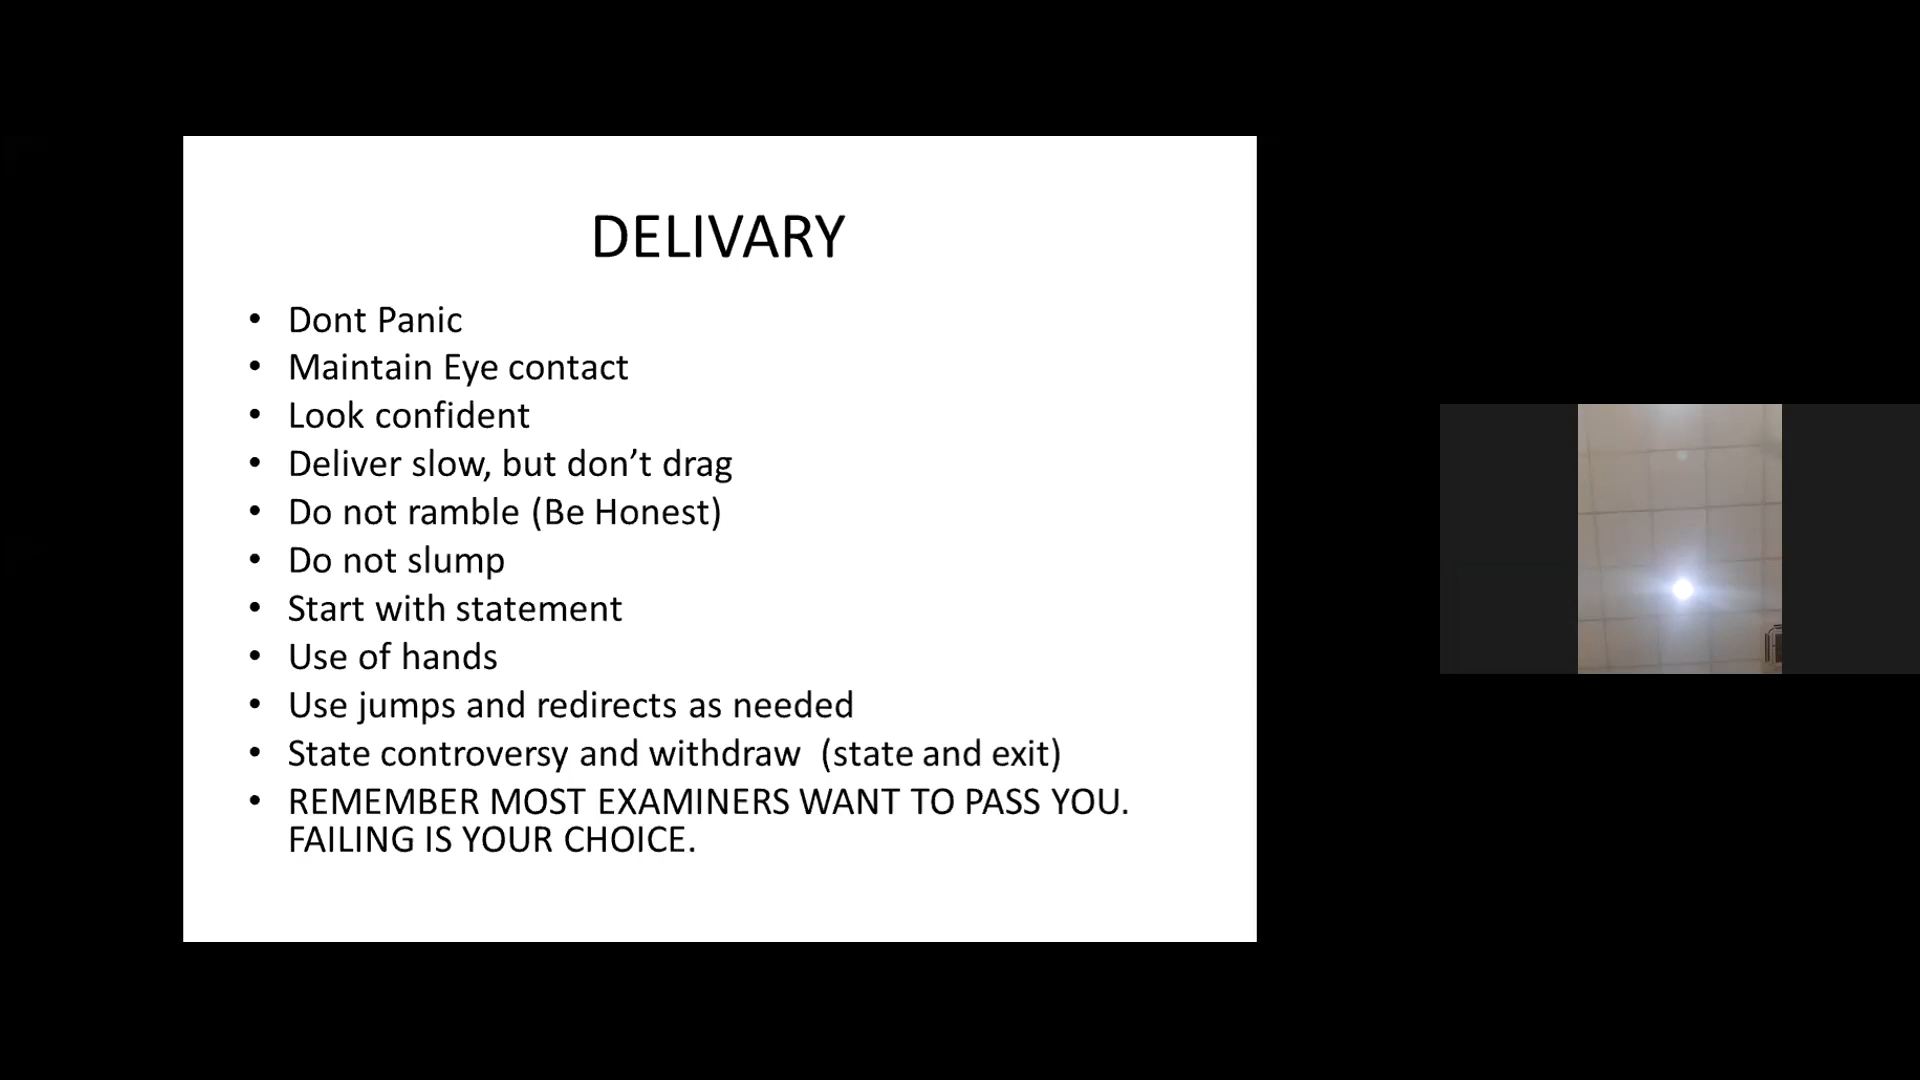 DELIVARY
• Dont Panic
• Maintain Eye contact
• Look confident
• Deliver slow, but don’t drag
• Do not ramble (Be Honest)
• Do not slump
• Start with statement
• Use of hands
• Use jumps and redirects as needed
• State controversy and withdraw  (state and exit)
• REMEMBER MOST EXAMINERS WANT TO PASS YOU.
FAILING IS YOUR CHOICE.